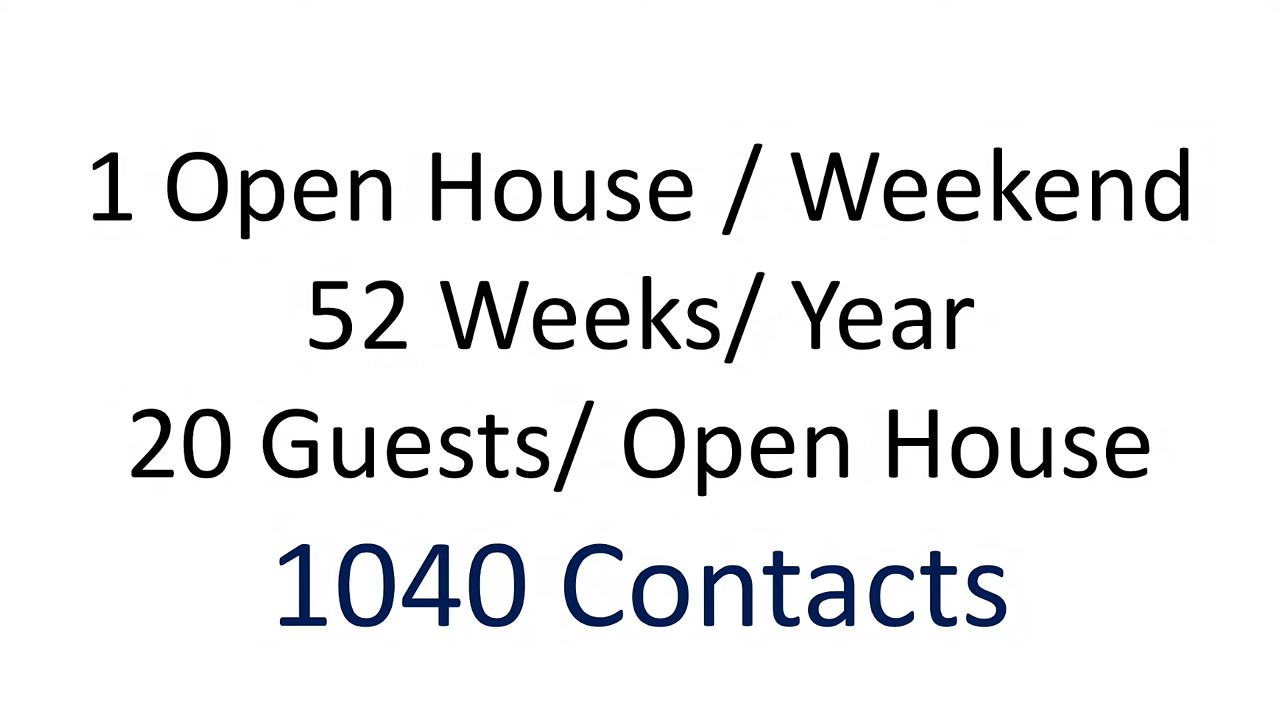 1 Open House / Weekend
52 Weeks/ Year
20 Guests/ Open House
1040 Contacts